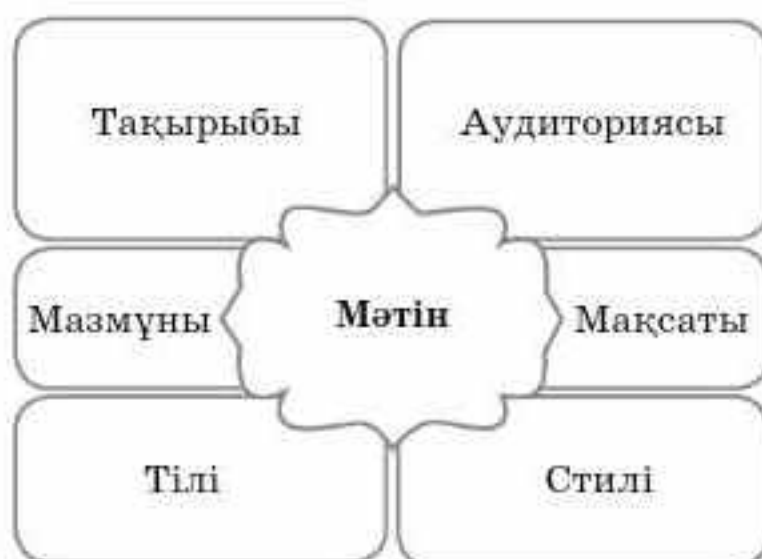 Тақырыбы
Аудиториясы
Мазмұны
Мәтін
Мақсаты
Тілі
Стилі